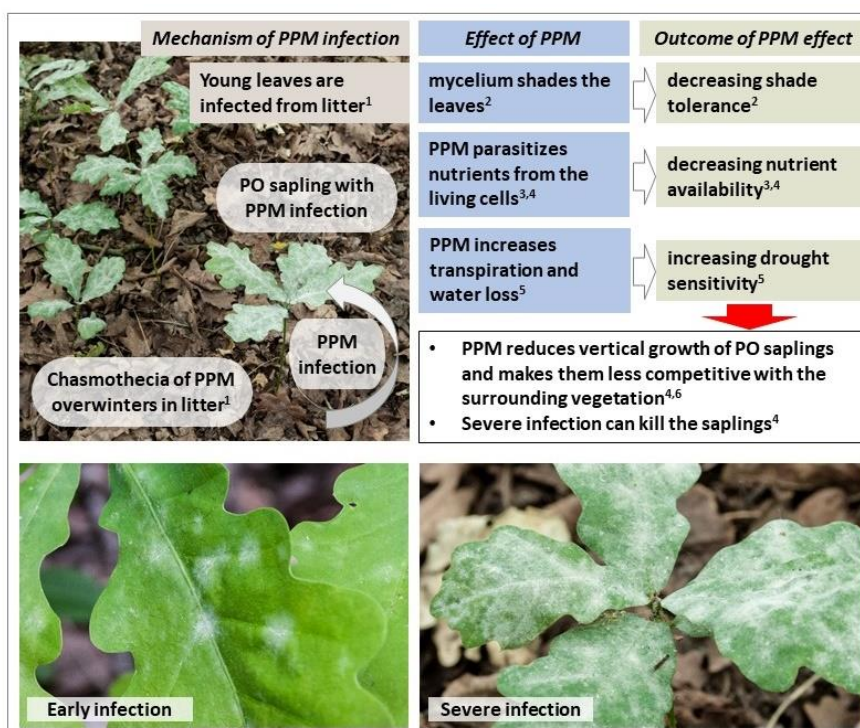 Mechanism of PPM infection
Young leaves are
infected from litter¹
PO sapling with
PPM infection
PPM
infection
Chasmothecia of PPM
overwinters in litter¹
Effect of PPM
Outcome of PPM effect
mycelium shades the
leaves²
decreasing shade
tolerance²
PPM parasitizes
nutrients from the
living cells³,⁴
decreasing nutrient
availability³,⁴
PPM increases
transpiration and
water loss⁵
increasing drought
sensitivity⁵
• PPM reduces vertical growth of PO saplings
and makes them less competitive with the
surrounding vegetation⁴,⁶
• Severe infection can kill the saplings⁴
Early infection
Severe infection